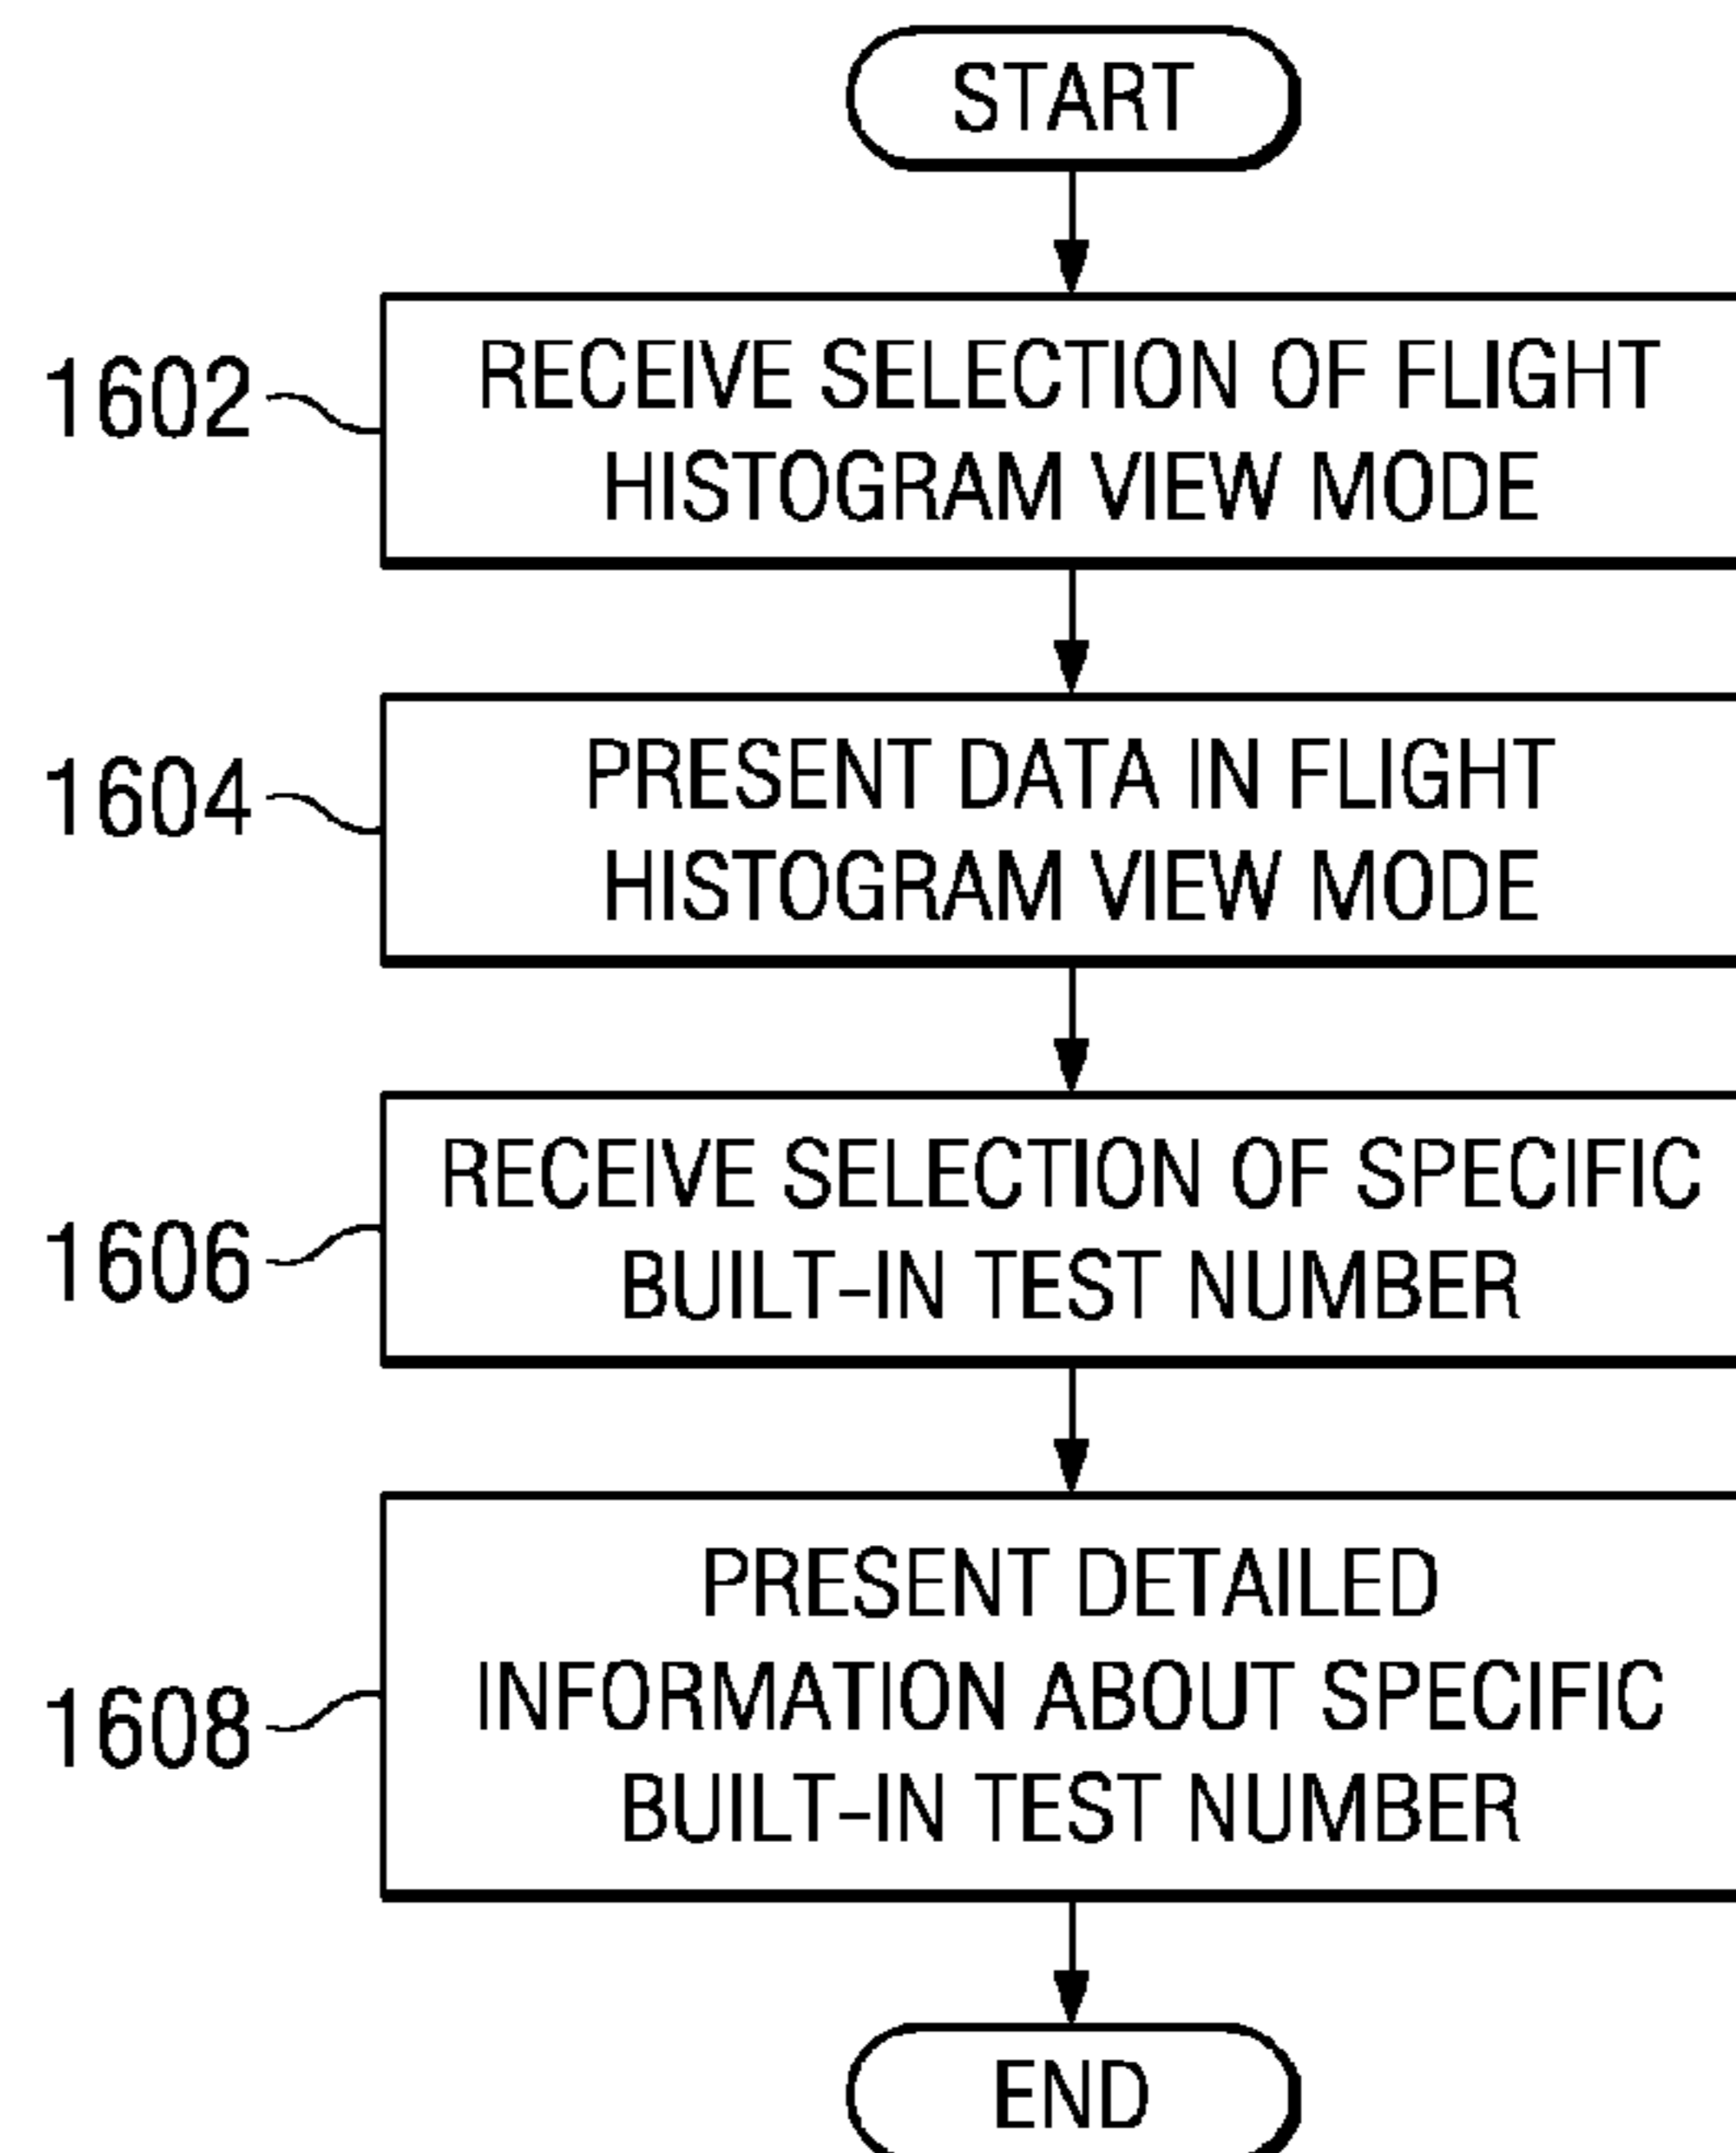 START
1602
RECEIVE SELECTION OF FLIGHT
HISTOGRAM VIEW MODE
1604
PRESENT DATA IN FLIGHT
HISTOGRAM VIEW MODE
1606
RECEIVE SELECTION OF SPECIFIC
BUILT-IN TEST NUMBER
1608
PRESENT DETAILED
INFORMATION ABOUT SPECIFIC
BUILT-IN TEST NUMBER
END